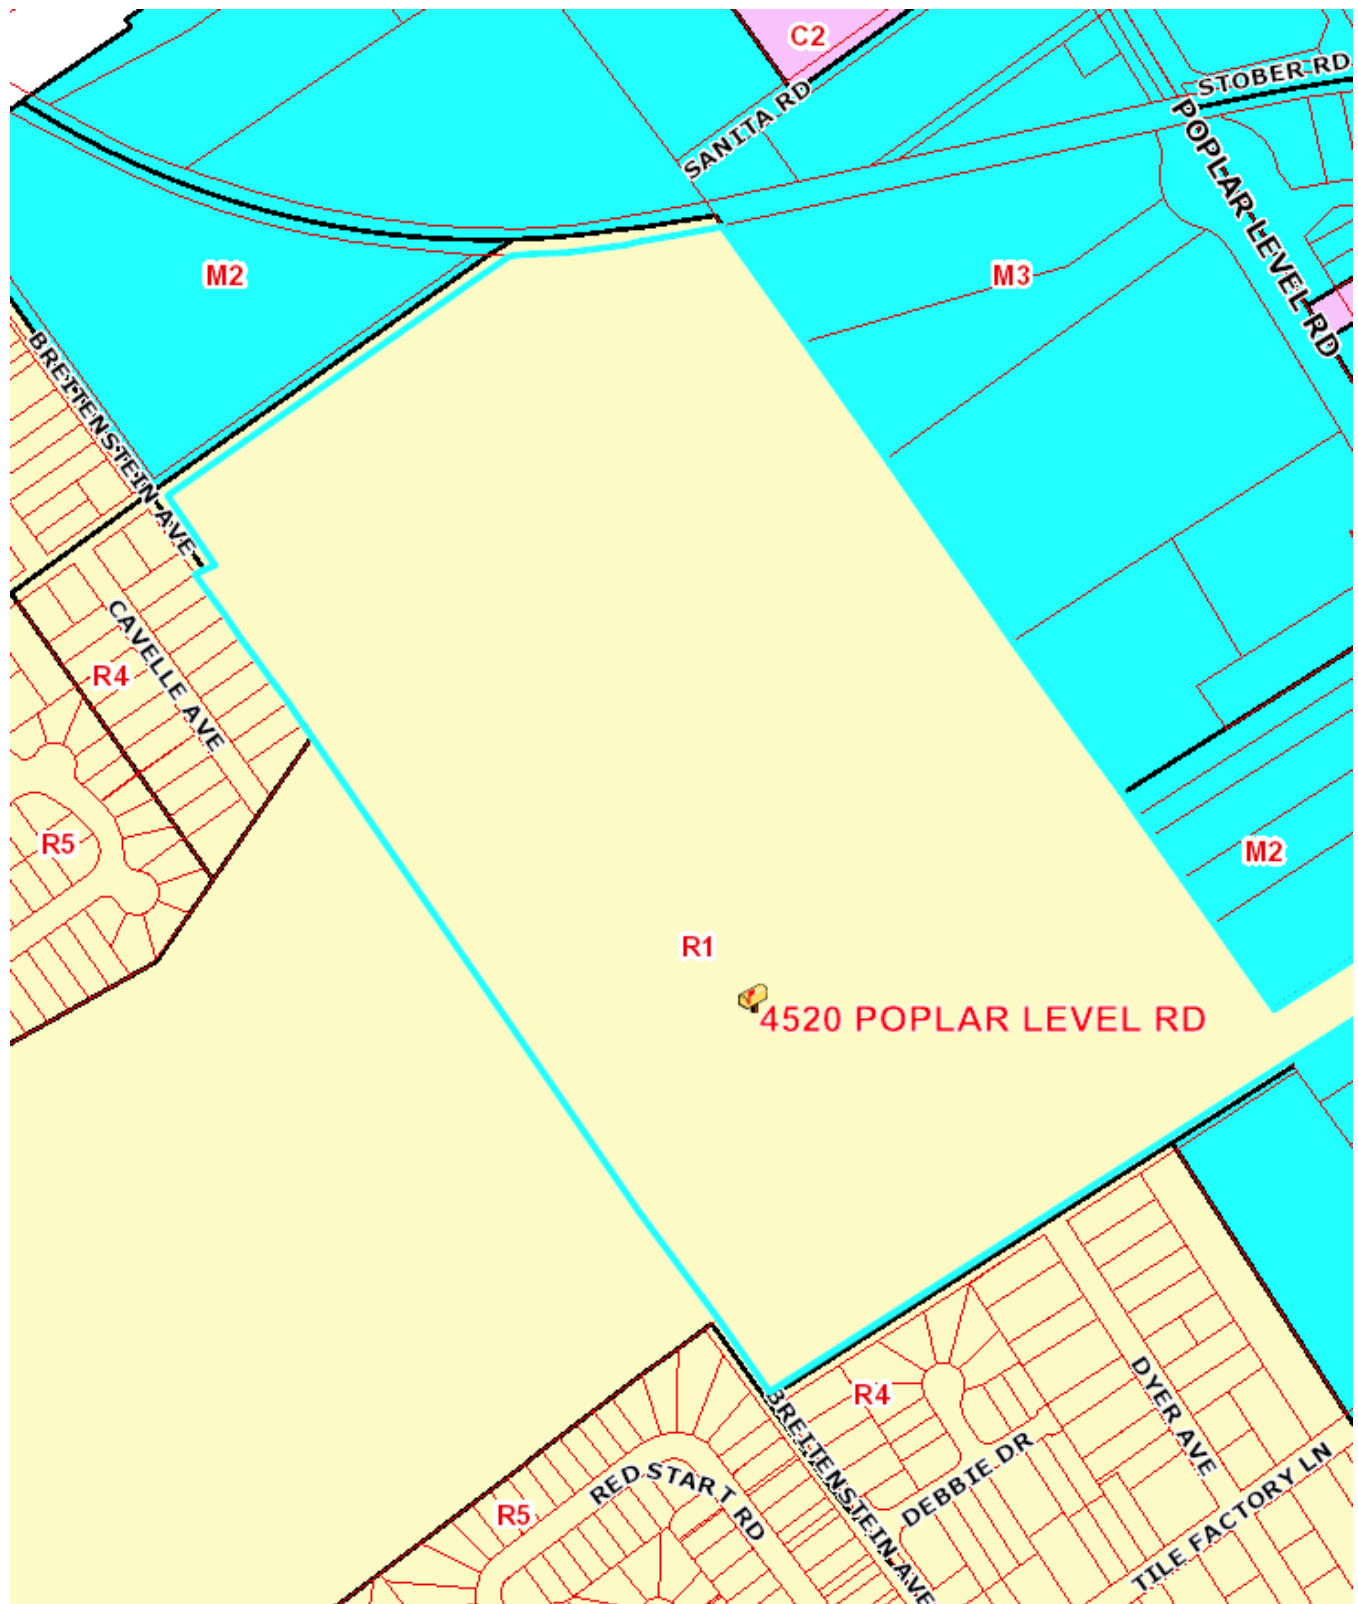 C2
STOBER RD
SANITA RD
POPLAR LEVEL RD
M2
M3
BREITENSTEIN AVE
CAVELLE AVE
R4
R5
M2
R1
4520 POPLAR LEVEL RD
R4
DYER AVE
BREITENSTEIN AVE
DEBBIE DR
RED START RD
R5
TILE FACTORY LN